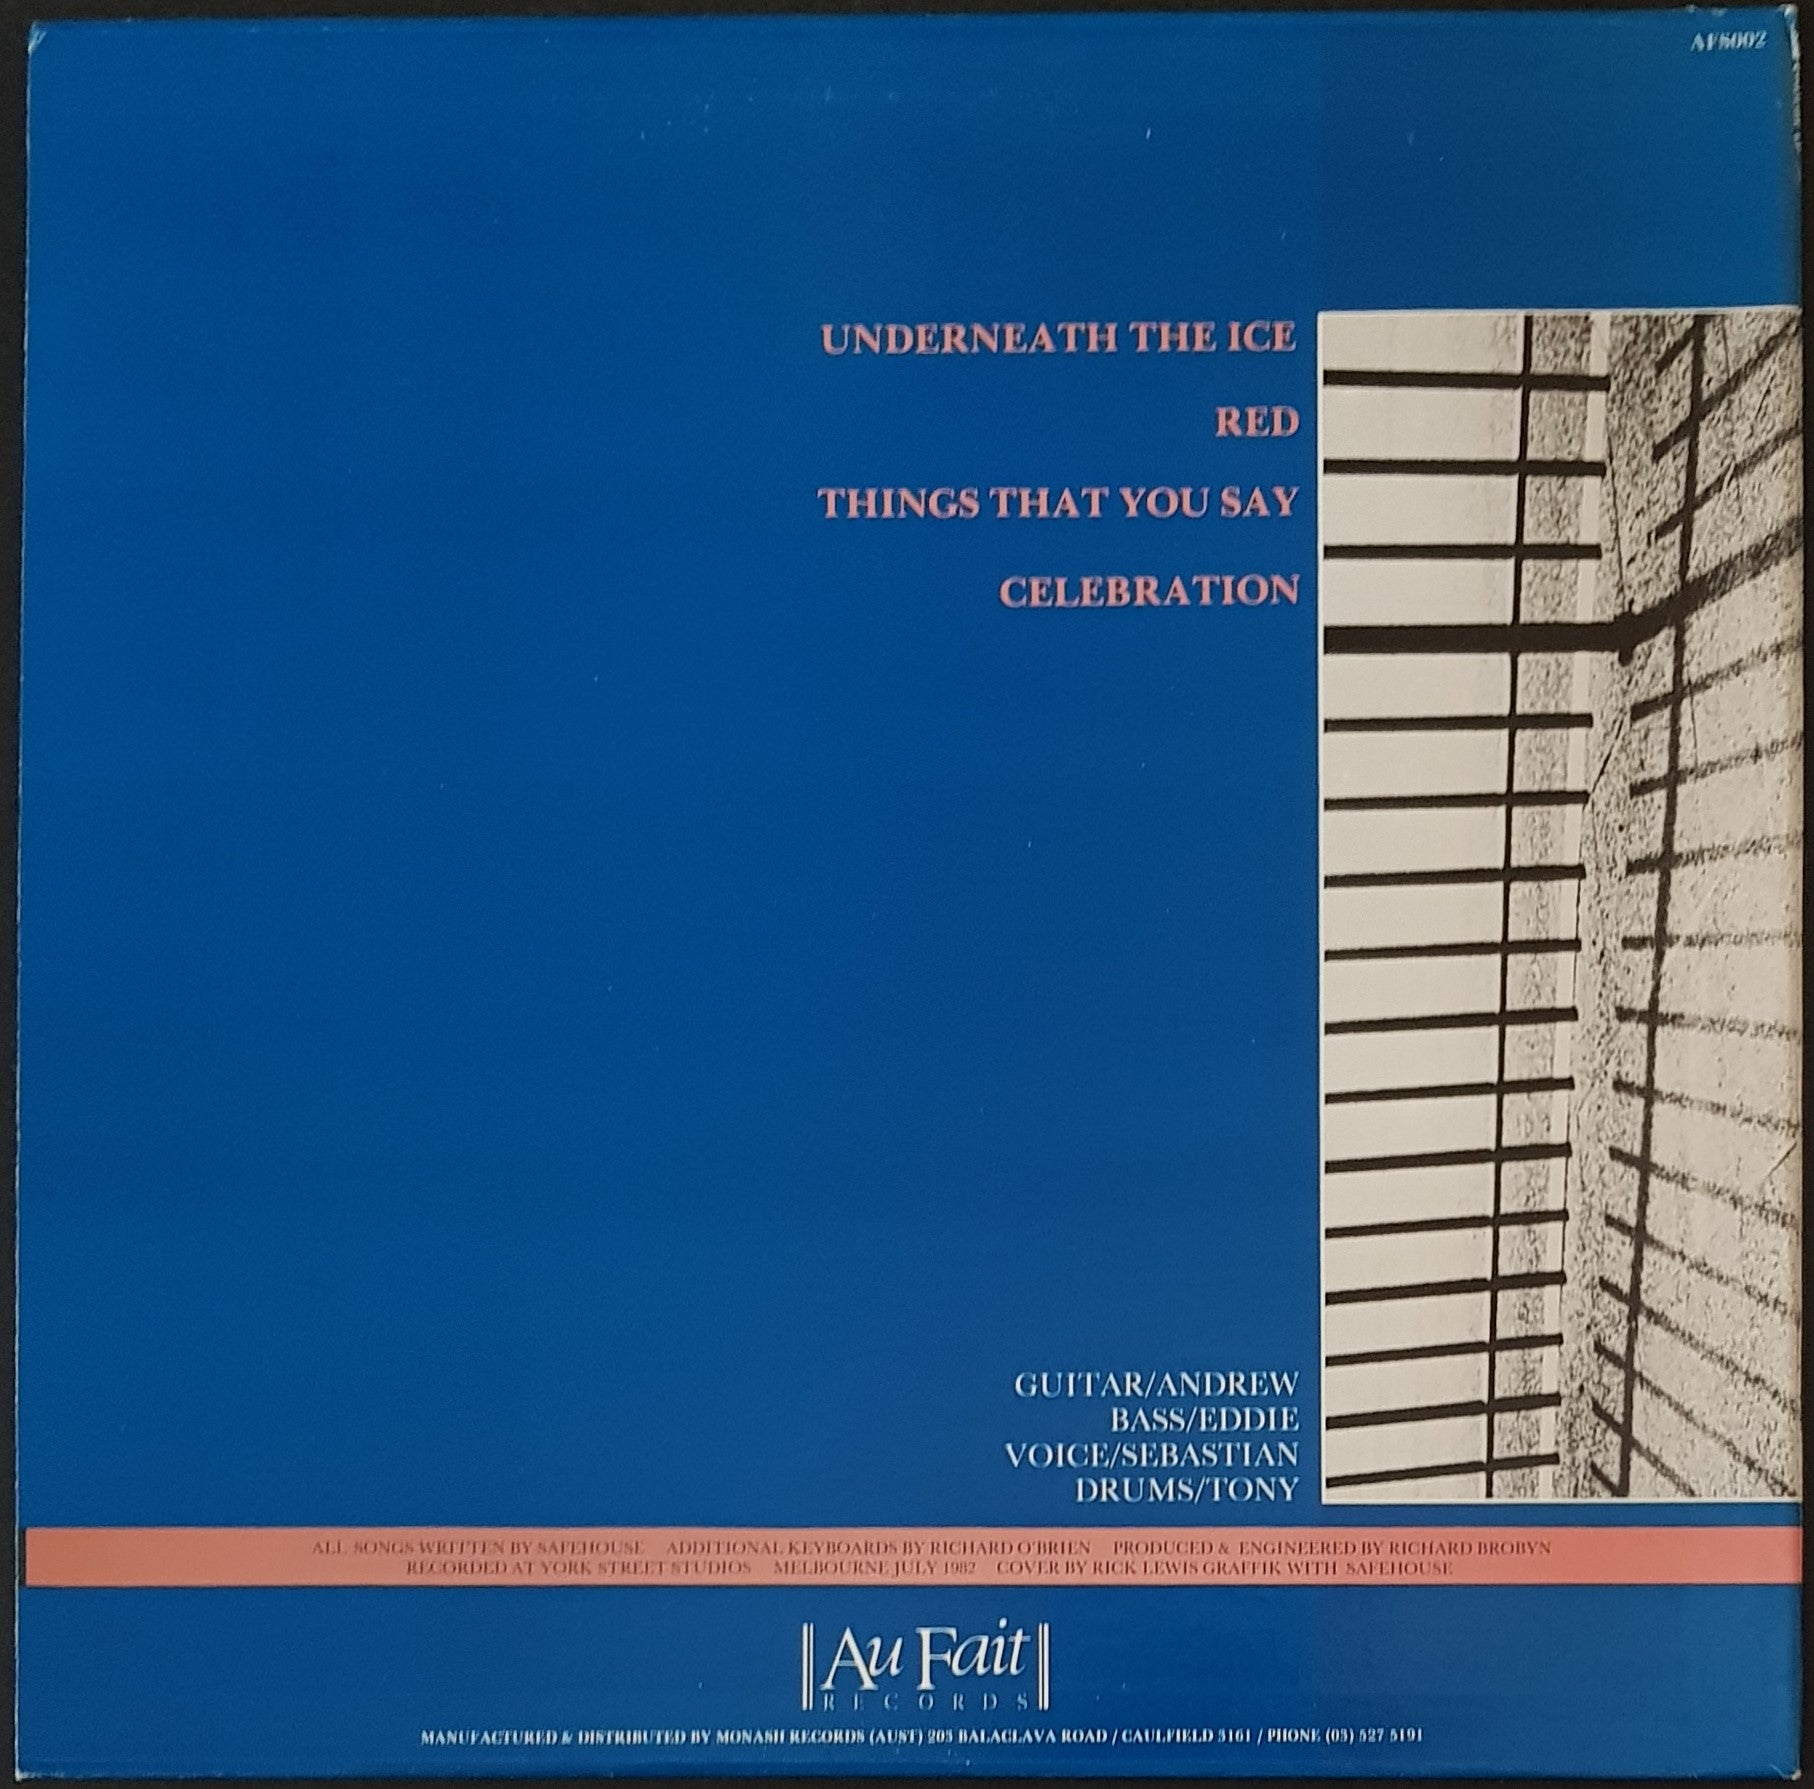 AFS002
UNDERNEATH THE ICE
RED
THINGS THAT YOU SAY
CELEBRATION
GUITAR/ANDREW
BASS/EDDIE
VOICE/SEBASTIAN
DRUMS/TONY
ALL SONGS WRITTEN BY SAFEHOUSE ADDITIONAL KEYBOARDS BY RICHARD O'BRIEN PRODUCED & ENGINEERED BY RICHARD BROBYN
RECORDED AT YORK STREET STUDIOS MELBOURNE JULY 1982 COVER BY RICK LEWIS GRAFFIK WITH SAFEHOUSE
Au Fait
RECORDS
MANUFACTURED & DISTRIBUTED BY MONASH RECORDS (AUST) 203 BALACLAVA ROAD / CAULFIELD 3161 / PHONE (03) 527 5191